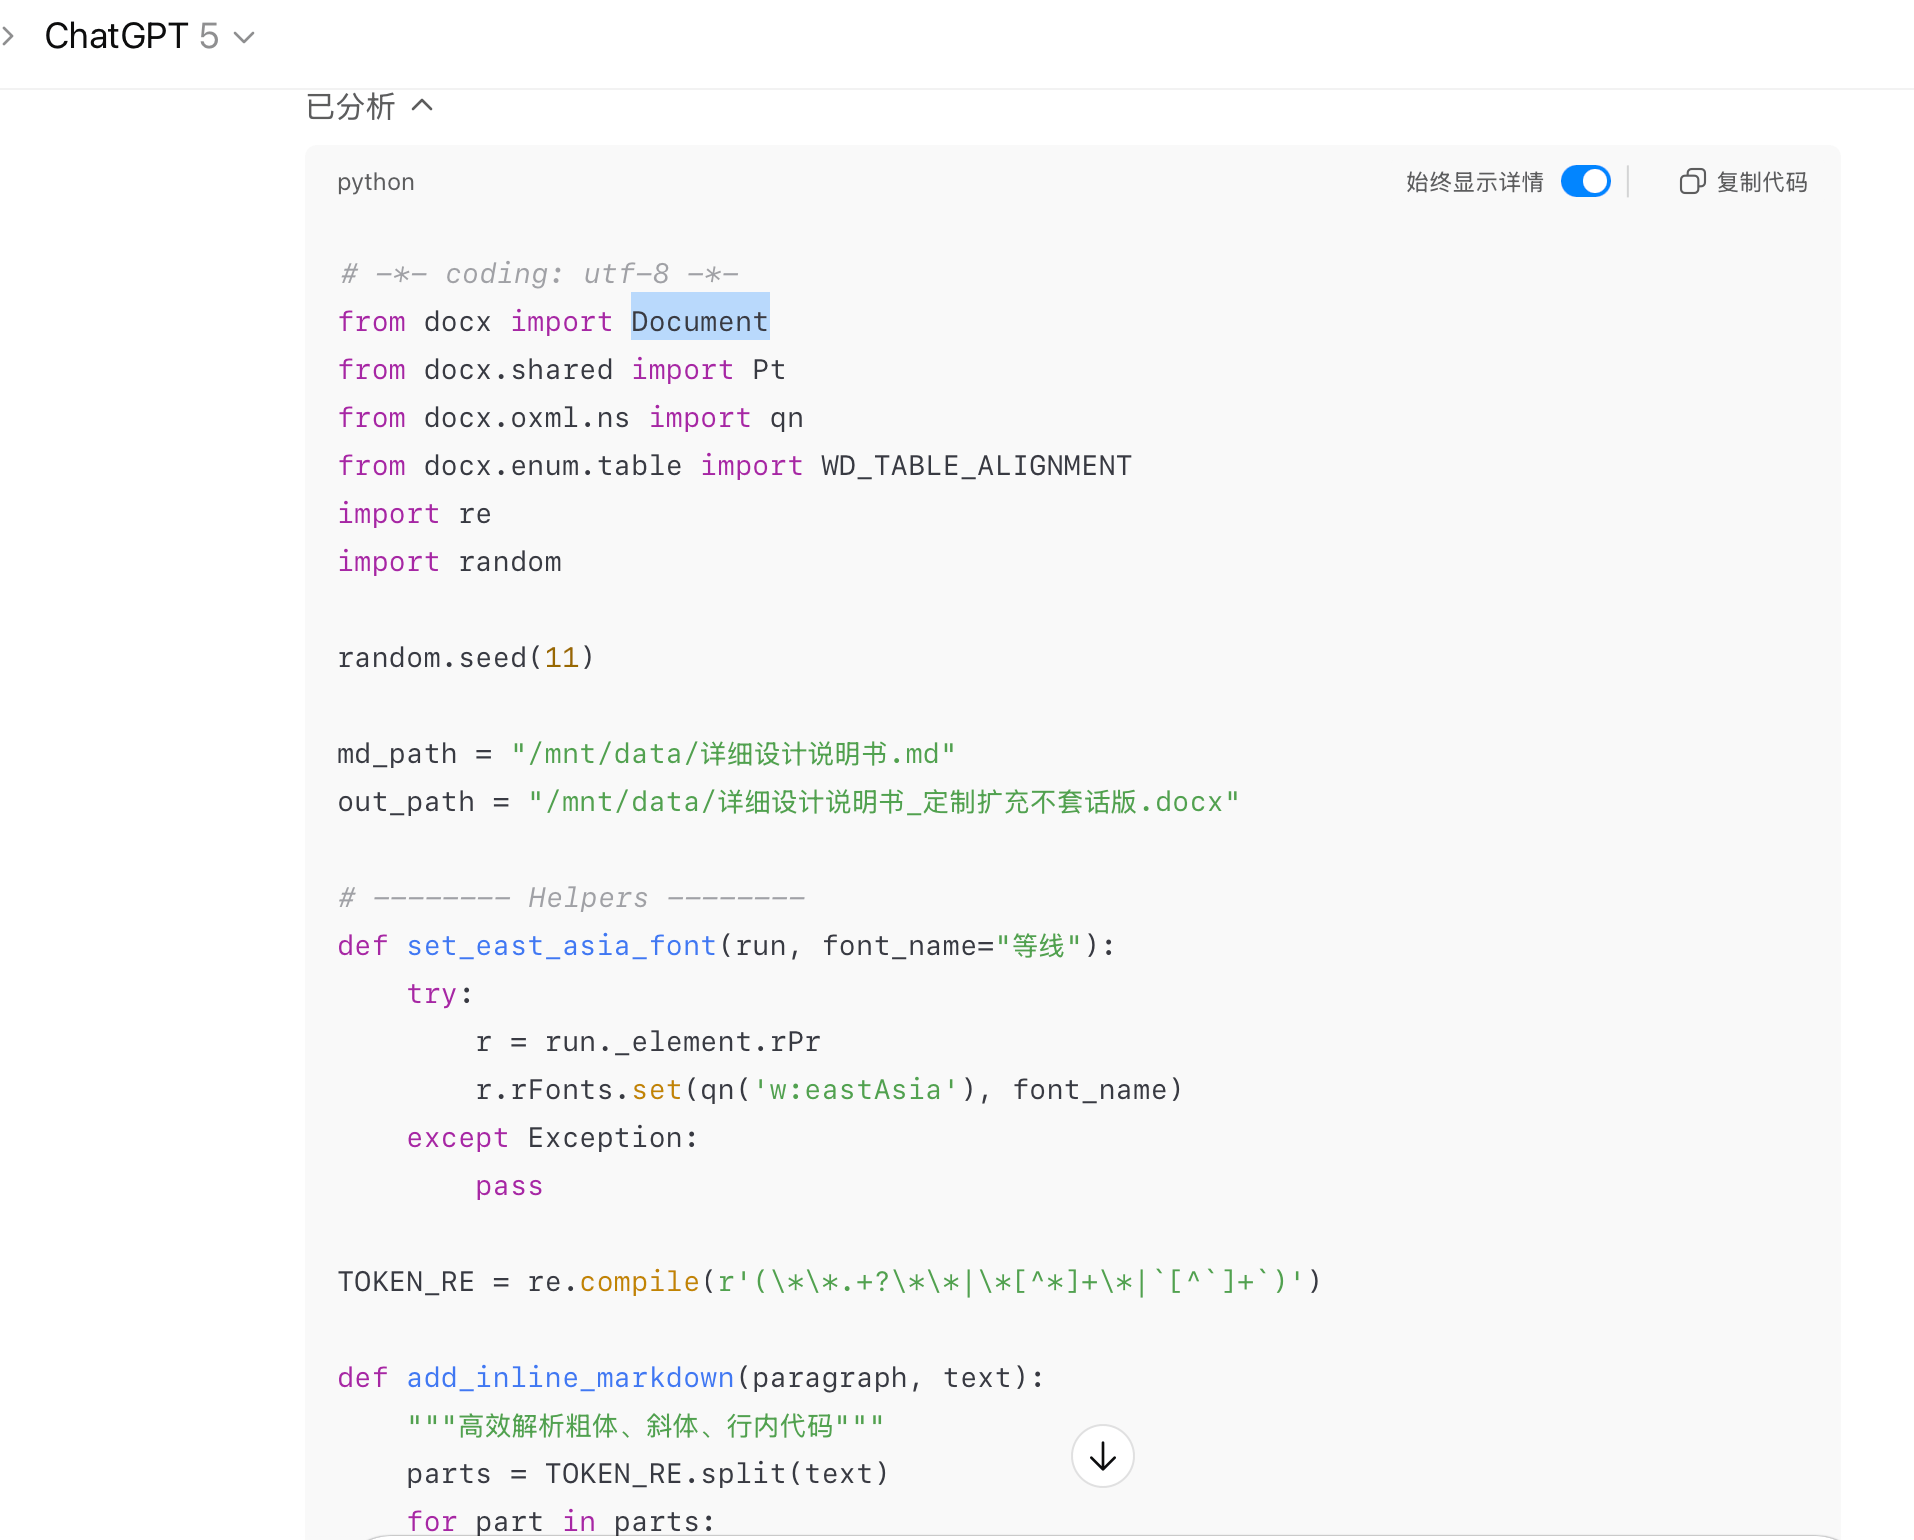 ChatGPT 5
已分析
python
始终显示详情
复制代码
# -*- coding: utf-8 -*-
from docx import Document
from docx.shared import Pt
from docx.oxml.ns import qn
from docx.enum.table import WD_TABLE_ALIGNMENT
import re
import random
random.seed(11)
md_path = "/mnt/data/详细设计说明书.md"
out_path = "/mnt/data/详细设计说明书_定制扩充不套话版.docx"
# -------- Helpers --------
def set_east_asia_font(run, font_name="等线"):
    try:
        r = run._element.rPr
        r.rFonts.set(qn('w:eastAsia'), font_name)
    except Exception:
        pass
TOKEN_RE = re.compile(r'(\*\*.+?\*\*|\*[^*]+\*|`[^`]+`)')
def add_inline_markdown(paragraph, text):
    """高效解析粗体、斜体、行内代码"""
    parts = TOKEN_RE.split(text)
    for part in parts: